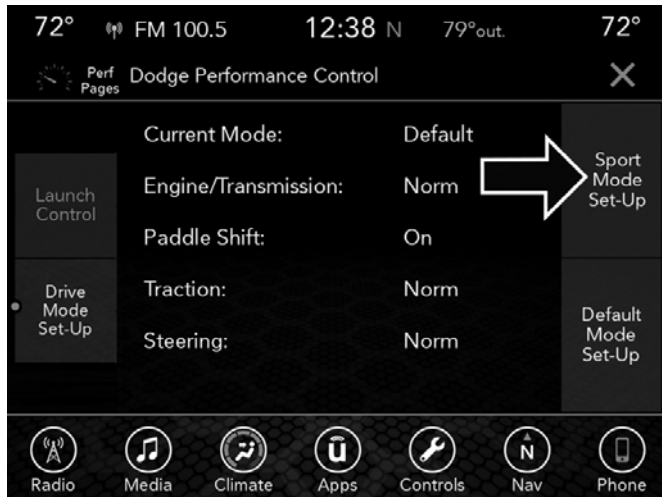 72° FM 100.5 12:38 N 79°out. 72°
Perf
Pages
Dodge Performance Control
Current Mode: Default
Engine/Transmission: Norm
Paddle Shift: On
Traction: Norm
Steering: Norm
Launch
Control
Drive
Mode
Set-Up
Sport
Mode
Set-Up
Default
Mode
Set-Up
N
Radio Media Climate Apps Controls Nav Phone